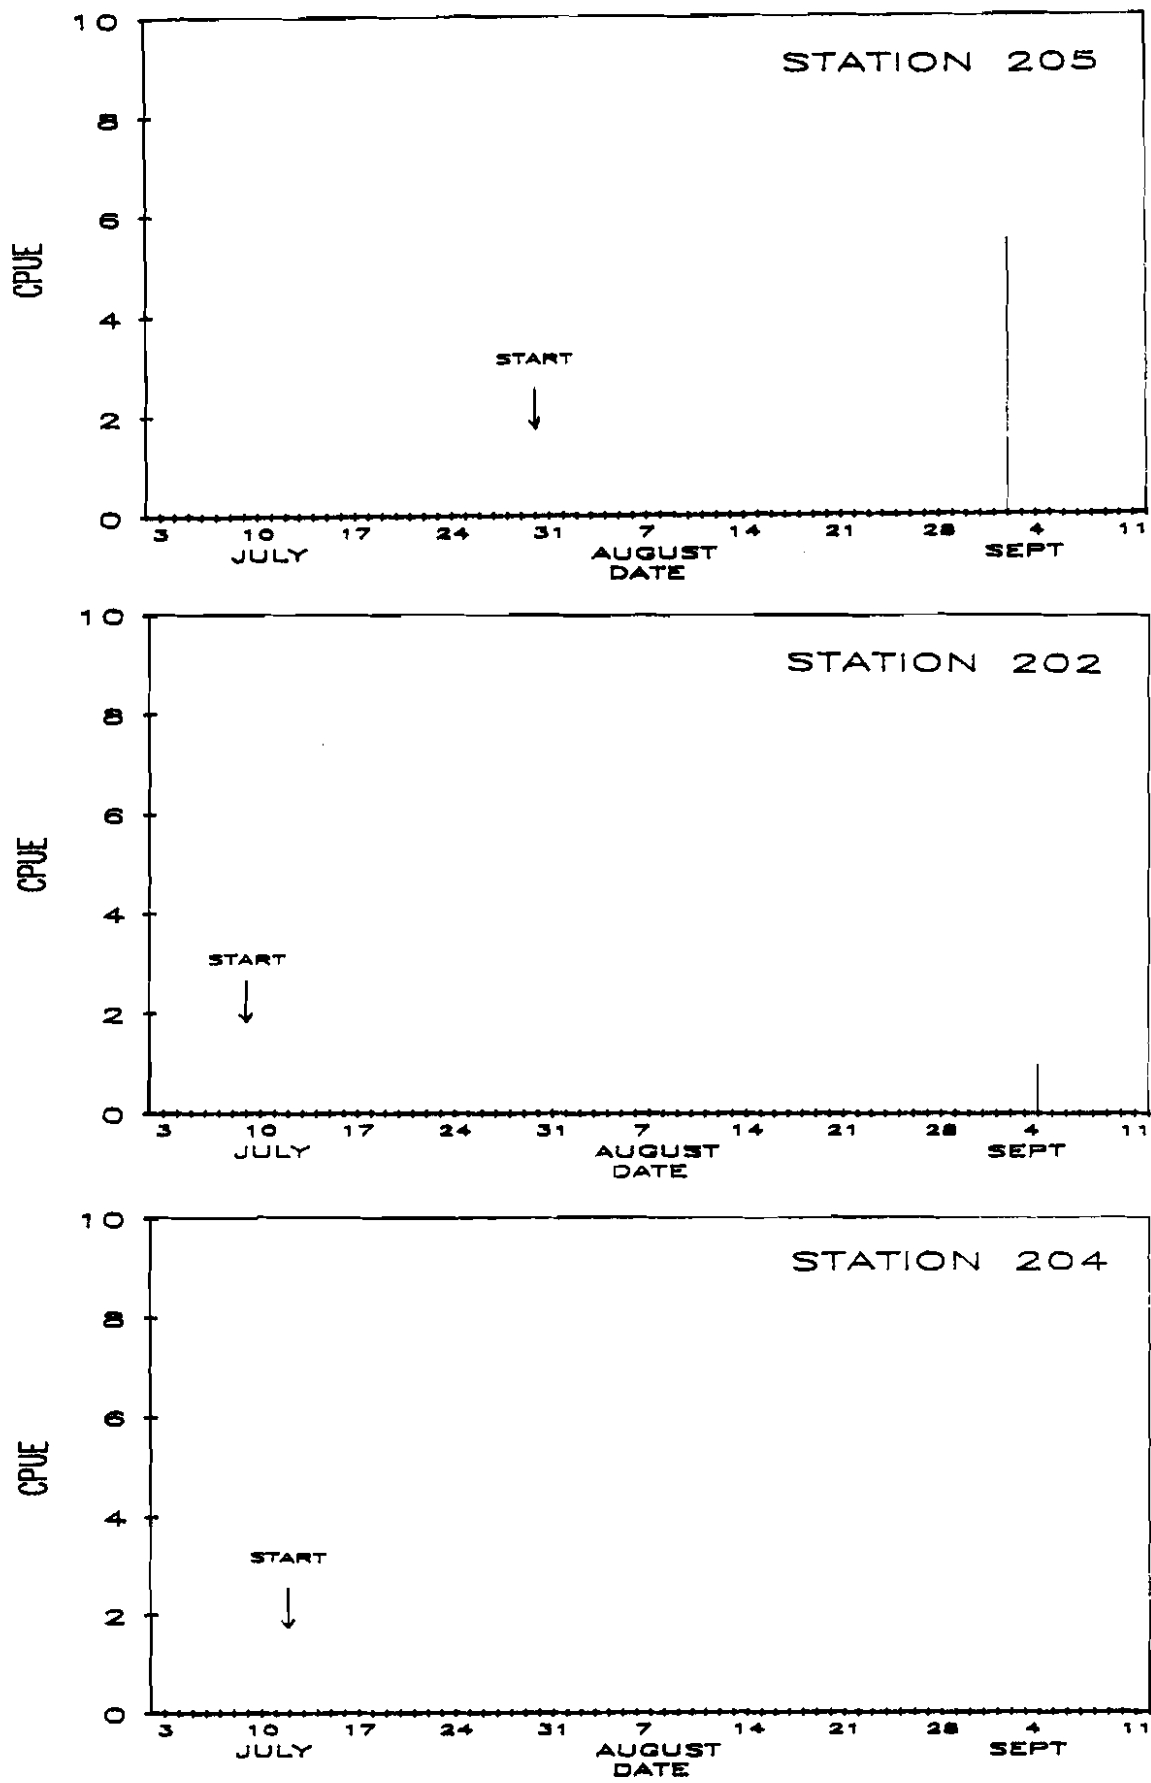 10
STATION 205
8
6
CPUE
4
START
2
0
3 10 17 24 31 7 14 21 28 4 11
JULY AUGUST SEPT
DATE
10
STATION 202
8
6
CPUE
4
START
2
0
3 10 17 24 31 7 14 21 28 4 11
JULY AUGUST SEPT
DATE
10
STATION 204
8
6
CPUE
4
START
2
0
3 10 17 24 31 7 14 21 28 4 11
JULY AUGUST SEPT
DATE